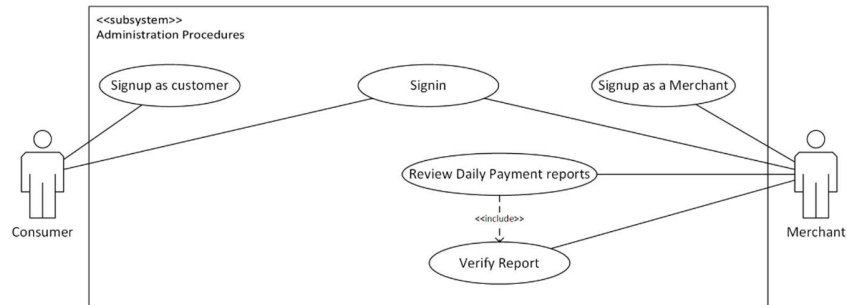 <<subsystem>>
Administration Procedures
Signup as customer
Signin
Signup as a Merchant
Review Daily Payment reports
<<include>>
Verify Report
Consumer
Merchant